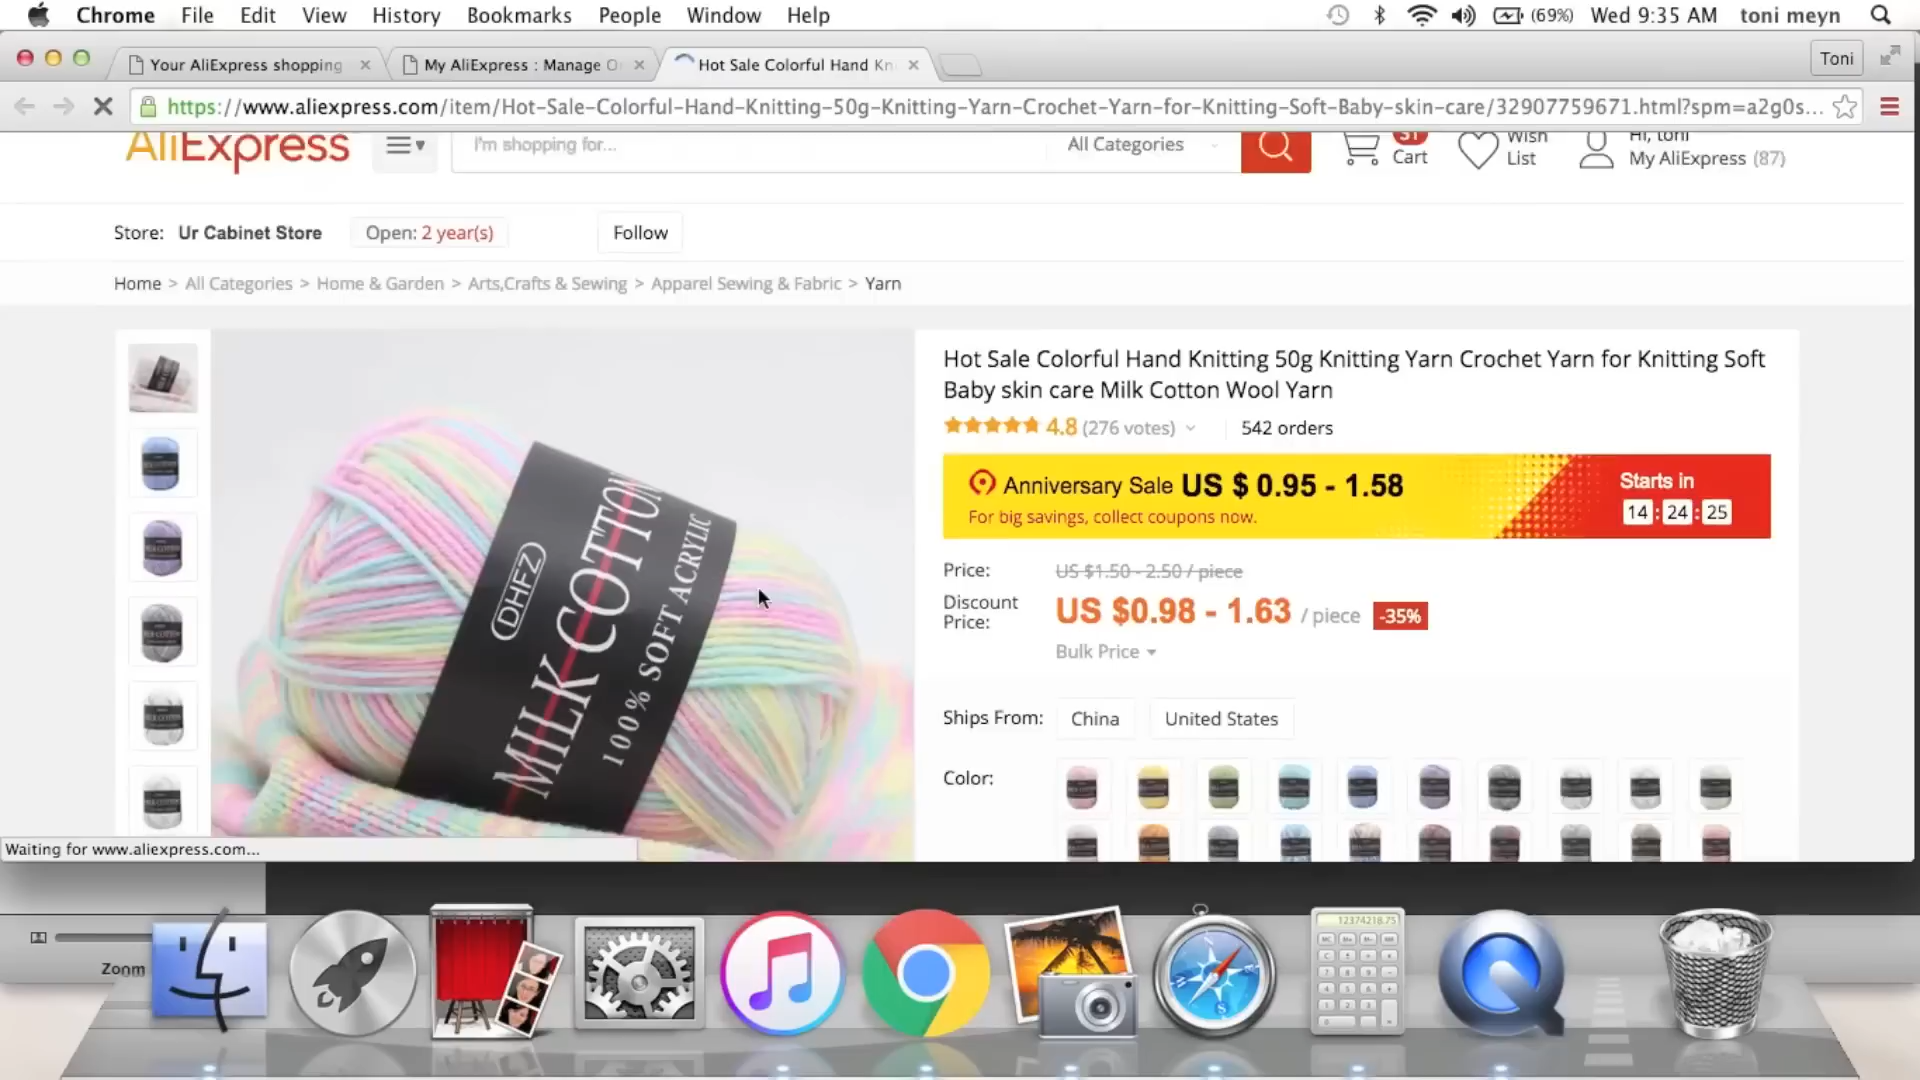 Chrome File Edit View History Bookmarks People Window Help (69%) Wed 9:35 AM toni meyn
Your AliExpress shopping My AliExpress : Manage O Hot Sale Colorful Hand Kn Toni
https://www.aliexpress.com/item/Hot-Sale-Colorful-Hand-Knitting-50g-Knitting-Yarn-Crochet-Yarn-for-Knitting-Soft-Baby-skin-care/32907759671.html?spm=a2g0s...
AliExpress I'm shopping for... All Categories 51 Cart Wish List Hi, toni My AliExpress (87)
Store: Ur Cabinet Store Open: 2 year(s) Follow
Home > All Categories > Home & Garden > Arts,Crafts & Sewing > Apparel Sewing & Fabric > Yarn
Hot Sale Colorful Hand Knitting 50g Knitting Yarn Crochet Yarn for Knitting Soft
Baby skin care Milk Cotton Wool Yarn
4.8 (276 votes) 542 orders
Anniversary Sale US $ 0.95 - 1.58
For big savings, collect coupons now.
Starts in
14 : 24 : 25
Price: US $1.50 - 2.50 / piece
Discount Price: US $0.98 - 1.63 / piece -35%
Bulk Price
Ships From: China United States
Color:
DHFZ
MILK COTTON
100% SOFT ACRYLIC
Waiting for www.aliexpress.com...
Zoom
12374218.75